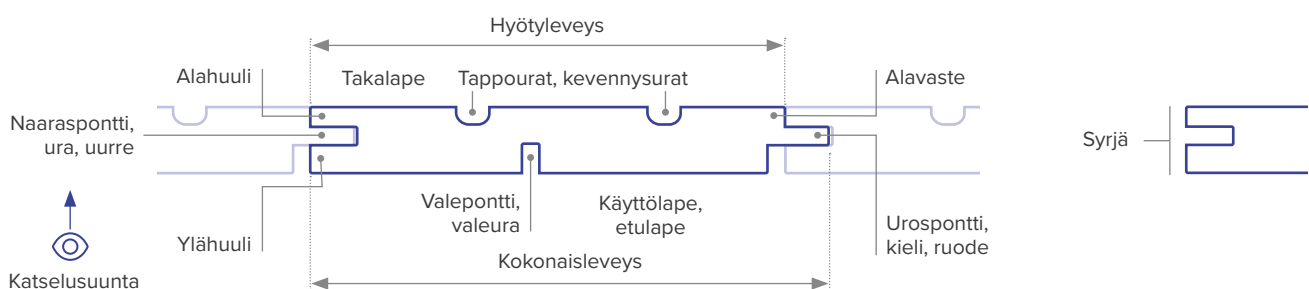 Hyötyleveys
Alahuuli
Takalape
Tappourat, kevennysurat
Alavaste
Naaraspontti,
ura, uurre
Syrjä
Valepontti,
valeura
Käyttölape,
etulape
Urospontti,
kieli, ruode
Ylähuuli
Kokonaisleveys
Katselusuunta